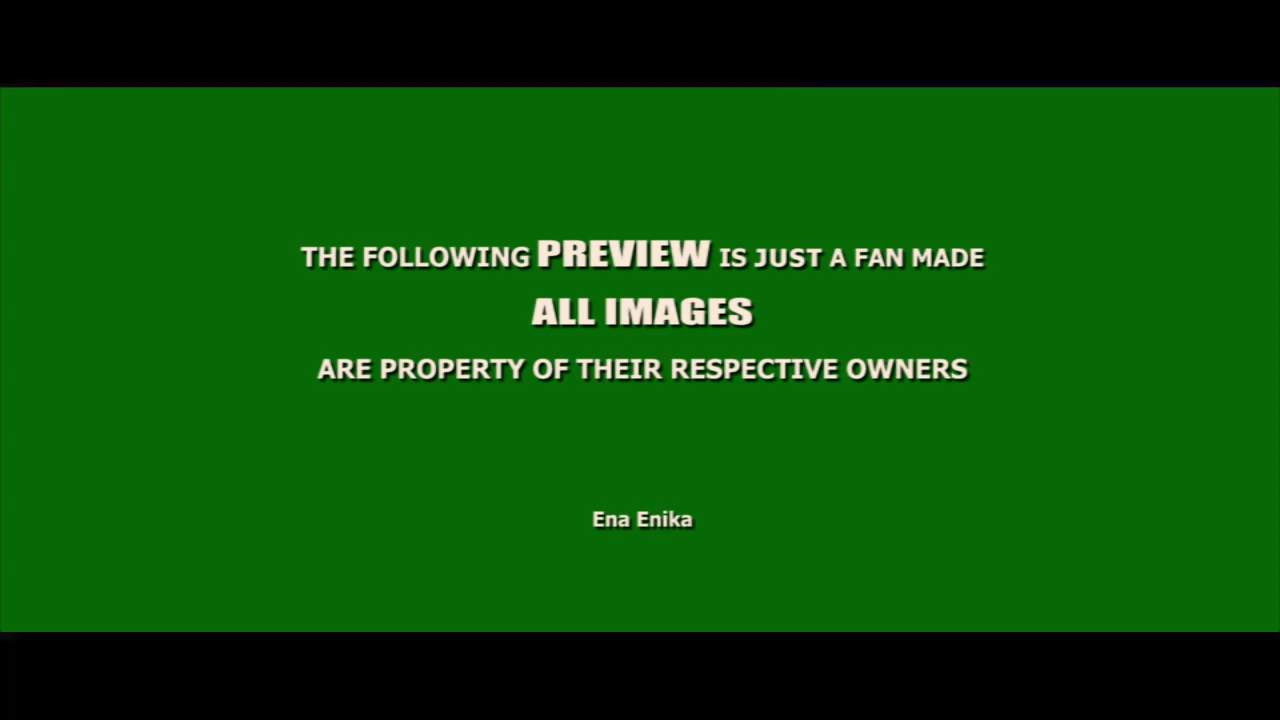 THE FOLLOWING PREVIEW IS JUST A FAN MADE
ALL IMAGES
ARE PROPERTY OF THEIR RESPECTIVE OWNERS
Ena Enika